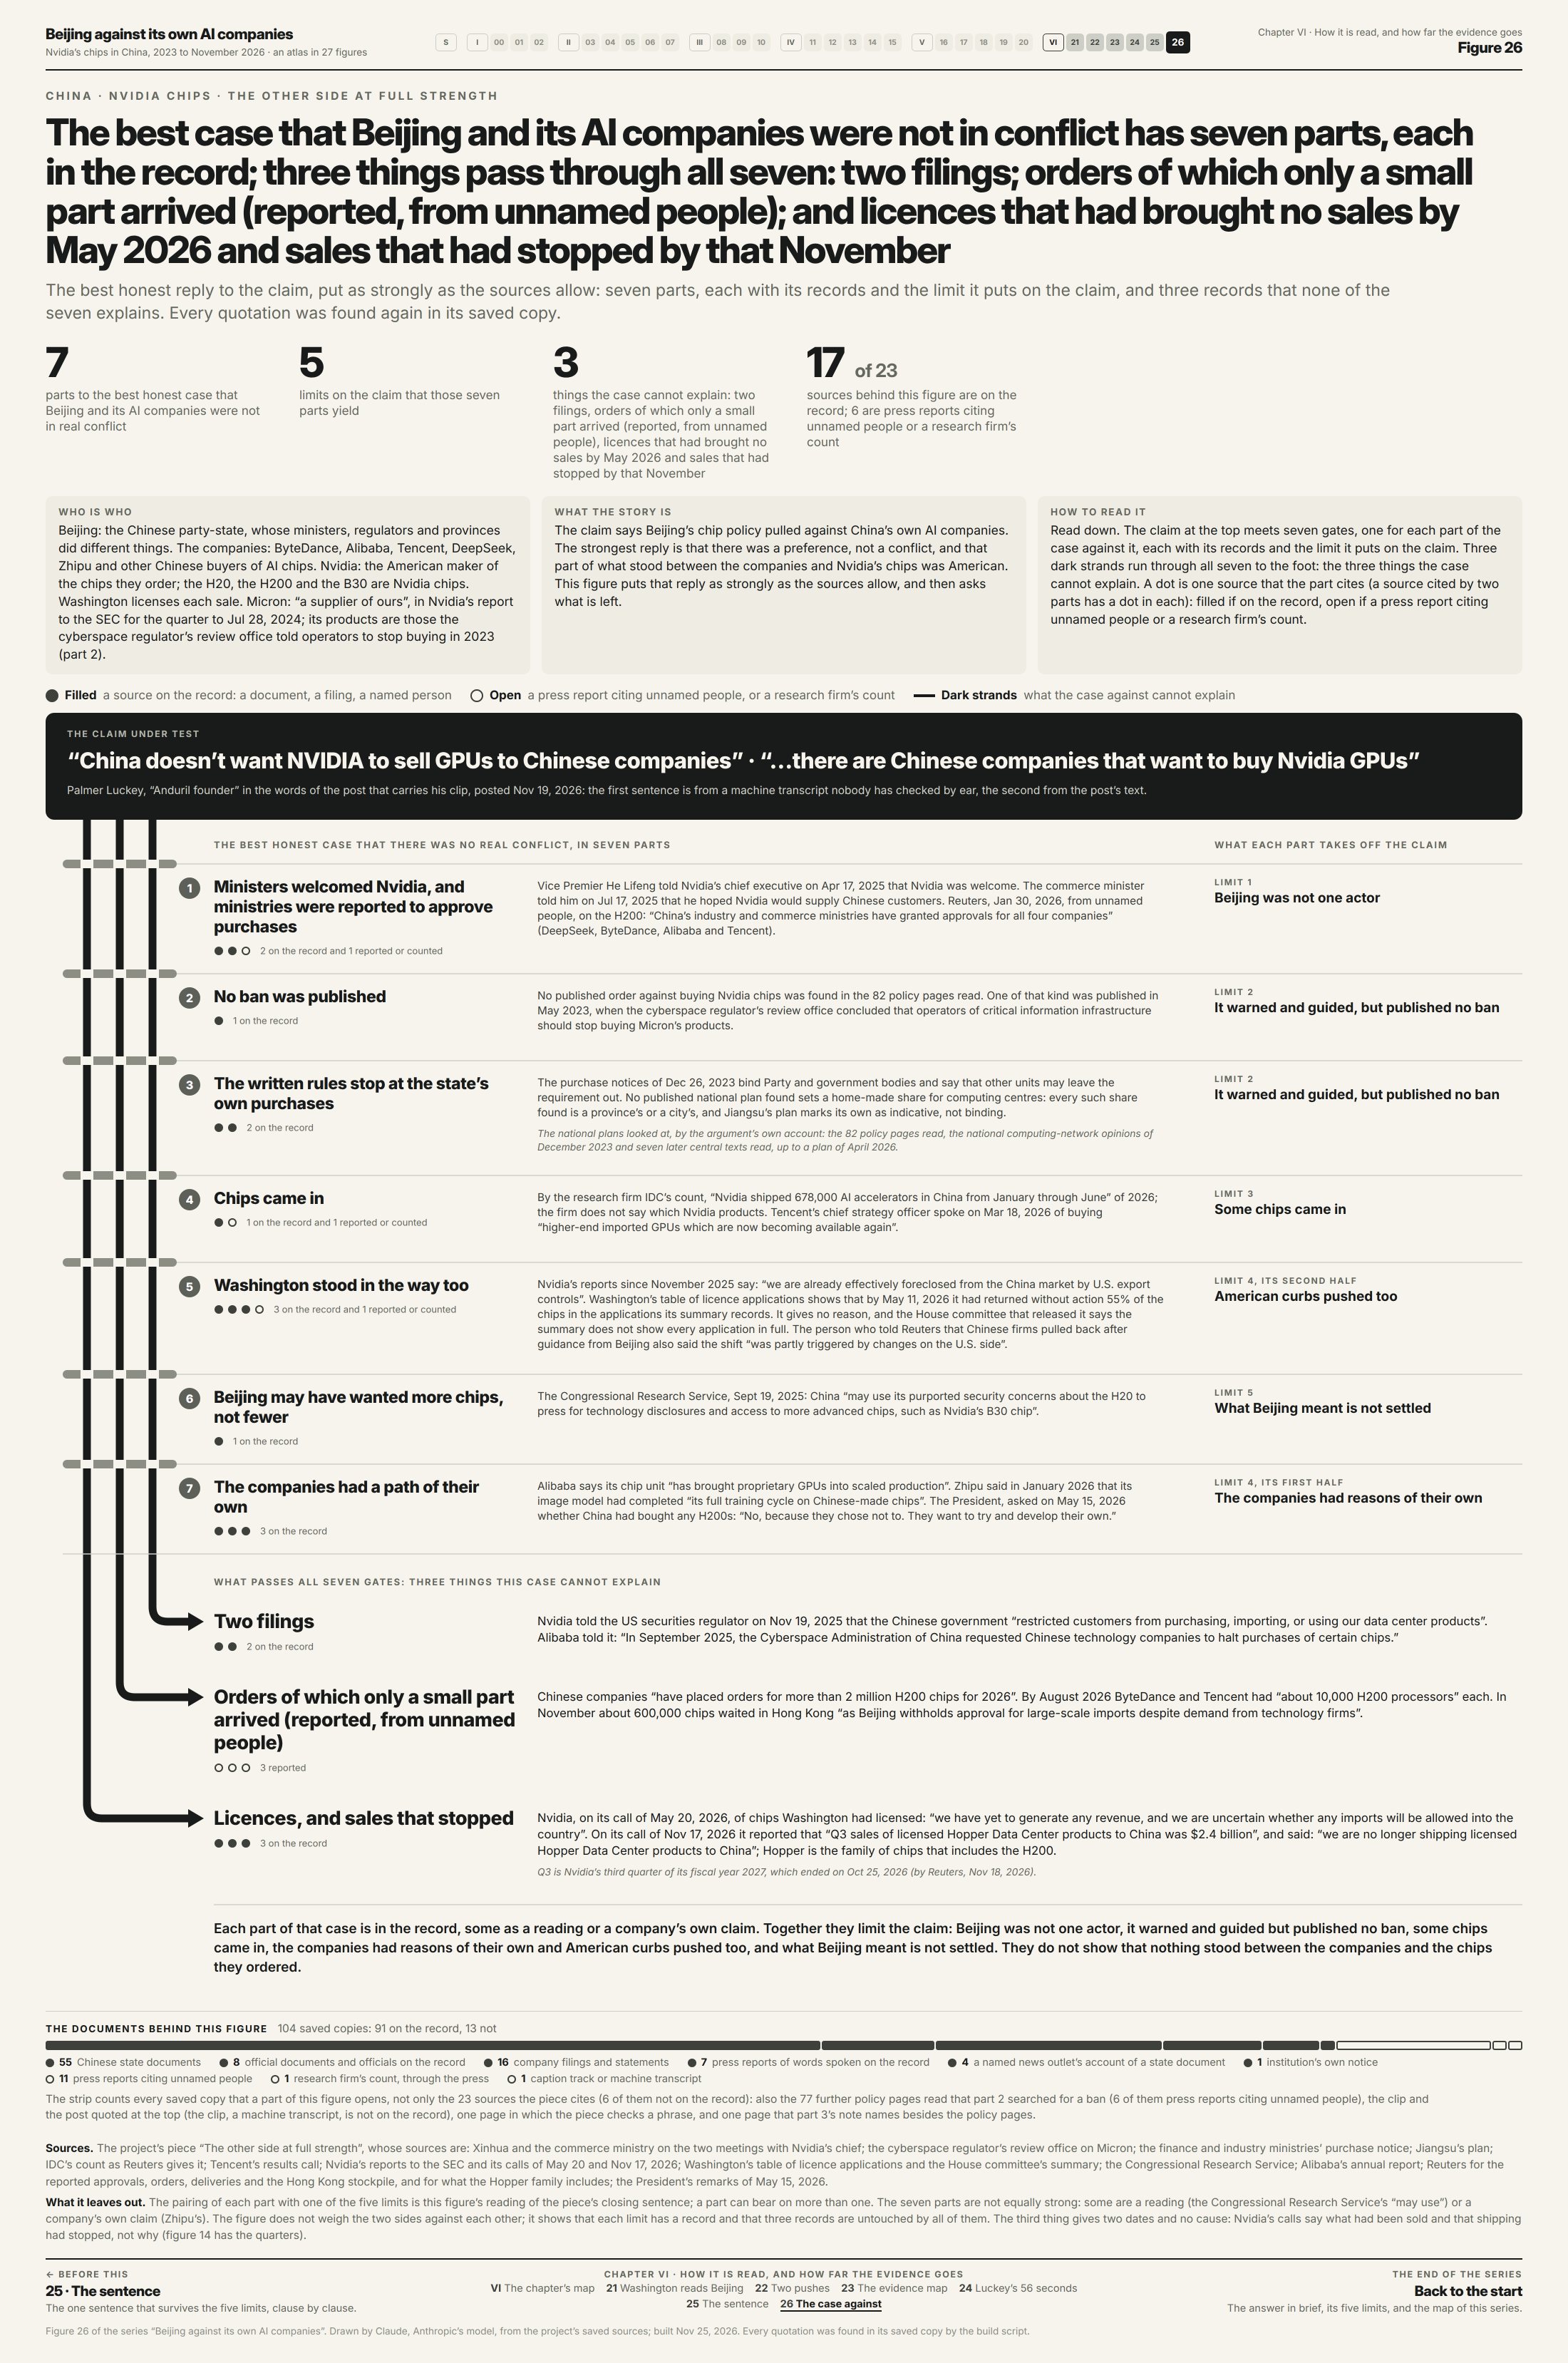 Beijing against its own AI companies
Nvidia's chips in China, 2023 to November 2026 · an atlas in 27 figures
S I 00 01 02 II 03 04 05 06 07 III 08 09 10 IV 11 12 13 14 15 V 16 17 18 19 20 VI 21 22 23 24 25 26
Chapter VI · How it is read, and how far the evidence goes
Figure 26
CHINA · NVIDIA CHIPS · THE OTHER SIDE AT FULL STRENGTH
The best case that Beijing and its AI companies were not in conflict has seven parts, each
in the record; three things pass through all seven: two filings; orders of which only a small
part arrived (reported, from unnamed people); and licences that had brought no sales by
May 2026 and sales that had stopped by that November
The best honest reply to the claim, put as strongly as the sources allow: seven parts, each with its records and the limit it puts on the claim, and three records that none of the
seven explains. Every quotation was found again in its saved copy.
7
parts to the best honest case that
Beijing and its AI companies were not
in real conflict
5
limits on the claim that those seven
parts yield
3
things the case cannot explain: two
filings, orders of which only a small
part arrived (reported, from unnamed
people), licences that had brought no
sales by May 2026 and sales that had
stopped by that November
17 of 23
sources behind this figure are on the
record; 6 are press reports citing
unnamed people or a research firm's
count
WHO IS WHO
Beijing: the Chinese party-state, whose ministers, regulators and provinces
did different things. The companies: ByteDance, Alibaba, Tencent, DeepSeek,
Zhipu and other Chinese buyers of AI chips. Nvidia: the American maker of
the chips they order; the H20, the H200 and the B30 are Nvidia chips.
Washington licenses each sale. Micron: “a supplier of ours”, in Nvidia's report
to the SEC for the quarter to Jul 28, 2024; its products are those the
cyberspace regulator's review office told operators to stop buying in 2023
(part 2).
WHAT THE STORY IS
The claim says Beijing's chip policy pulled against China's own AI companies.
The strongest reply is that there was a preference, not a conflict, and that
part of what stood between the companies and Nvidia's chips was American.
This figure puts that reply as strongly as the sources allow, and then asks
what is left.
HOW TO READ IT
Read down. The claim at the top meets seven gates, one for each part of the
case against it, each with its records and the limit it puts on the claim. Three
dark strands run through all seven to the foot: the three things the case
cannot explain. A dot is one source that the part cites (a source cited by two
parts has a dot in each): filled if on the record, open if a press report citing
unnamed people or a research firm's count.
Filled a source on the record: a document, a filing, a named person Open a press report citing unnamed people, or a research firm's count Dark strands what the case against cannot explain
THE CLAIM UNDER TEST
“China doesn't want NVIDIA to sell GPUs to Chinese companies” · “…there are Chinese companies that want to buy Nvidia GPUs”
Palmer Luckey, “Anduril founder” in the words of the post that carries his clip, posted Nov 19, 2026: the first sentence is from a machine transcript nobody has checked by ear, the second from the post's text.
THE BEST HONEST CASE THAT THERE WAS NO REAL CONFLICT, IN SEVEN PARTS
WHAT EACH PART TAKES OFF THE CLAIM
1
Ministers welcomed Nvidia, and
ministries were reported to approve
purchases
2 on the record and 1 reported or counted
Vice Premier He Lifeng told Nvidia's chief executive on Apr 17, 2025 that Nvidia was welcome. The commerce minister
told him on Jul 17, 2025 that he hoped Nvidia would supply Chinese customers. Reuters, Jan 30, 2026, from unnamed
people, on the H200: “China's industry and commerce ministries have granted approvals for all four companies”
(DeepSeek, ByteDance, Alibaba and Tencent).
LIMIT 1
Beijing was not one actor
2
No ban was published
1 on the record
No published order against buying Nvidia chips was found in the 82 policy pages read. One of that kind was published in
May 2023, when the cyberspace regulator's review office concluded that operators of critical information infrastructure
should stop buying Micron's products.
LIMIT 2
It warned and guided, but published no ban
3
The written rules stop at the state's
own purchases
2 on the record
The purchase notices of Dec 26, 2023 bind Party and government bodies and say that other units may leave the
requirement out. No published national plan found sets a home-made share for computing centres: every such share
found is a province's or a city's, and Jiangsu's plan marks its own as indicative, not binding.
The national plans looked at, by the argument's own account: the 82 policy pages read, the national computing-network opinions of
December 2023 and seven later central texts read, up to a plan of April 2026.
LIMIT 2
It warned and guided, but published no ban
4
Chips came in
1 on the record and 1 reported or counted
By the research firm IDC's count, “Nvidia shipped 678,000 AI accelerators in China from January through June” of 2026;
the firm does not say which Nvidia products. Tencent's chief strategy officer spoke on Mar 18, 2026 of buying
“higher-end imported GPUs which are now becoming available again”.
LIMIT 3
Some chips came in
5
Washington stood in the way too
3 on the record and 1 reported or counted
Nvidia's reports since November 2025 say: “we are already effectively foreclosed from the China market by U.S. export
controls”. Washington's table of licence applications shows that by May 11, 2026 it had returned without action 55% of the
chips in the applications its summary records. It gives no reason, and the House committee that released it says the
summary does not show every application in full. The person who told Reuters that Chinese firms pulled back after
guidance from Beijing also said the shift “was partly triggered by changes on the U.S. side”.
LIMIT 4, ITS SECOND HALF
American curbs pushed too
6
Beijing may have wanted more chips,
not fewer
1 on the record
The Congressional Research Service, Sept 19, 2025: China “may use its purported security concerns about the H20 to
press for technology disclosures and access to more advanced chips, such as Nvidia's B30 chip”.
LIMIT 5
What Beijing meant is not settled
7
The companies had a path of their
own
3 on the record
Alibaba says its chip unit “has brought proprietary GPUs into scaled production”. Zhipu said in January 2026 that its
image model had completed “its full training cycle on Chinese-made chips”. The President, asked on May 15, 2026
whether China had bought any H200s: “No, because they chose not to. They want to try and develop their own.”
LIMIT 4, ITS FIRST HALF
The companies had reasons of their own
WHAT PASSES ALL SEVEN GATES: THREE THINGS THIS CASE CANNOT EXPLAIN
Two filings
2 on the record
Nvidia told the US securities regulator on Nov 19, 2025 that the Chinese government “restricted customers from purchasing, importing, or using our data center products”.
Alibaba told it: “In September 2025, the Cyberspace Administration of China requested Chinese technology companies to halt purchases of certain chips.”
Orders of which only a small part
arrived (reported, from unnamed
people)
3 reported
Chinese companies “have placed orders for more than 2 million H200 chips for 2026”. By August 2026 ByteDance and Tencent had “about 10,000 H200 processors” each. In
November about 600,000 chips waited in Hong Kong “as Beijing withholds approval for large-scale imports despite demand from technology firms”.
Licences, and sales that stopped
3 on the record
Nvidia, on its call of May 20, 2026, of chips Washington had licensed: “we have yet to generate any revenue, and we are uncertain whether any imports will be allowed into the
country”. On its call of Nov 17, 2026 it reported that “Q3 sales of licensed Hopper Data Center products to China was $2.4 billion”, and said: “we are no longer shipping licensed
Hopper Data Center products to China”; Hopper is the family of chips that includes the H200.
Q3 is Nvidia's third quarter of its fiscal year 2027, which ended on Oct 25, 2026 (by Reuters, Nov 18, 2026).
Each part of that case is in the record, some as a reading or a company's own claim. Together they limit the claim: Beijing was not one actor, it warned and guided but published no ban, some chips
came in, the companies had reasons of their own and American curbs pushed too, and what Beijing meant is not settled. They do not show that nothing stood between the companies and the chips
they ordered.
THE DOCUMENTS BEHIND THIS FIGURE 104 saved copies: 91 on the record, 13 not
55 Chinese state documents 8 official documents and officials on the record 16 company filings and statements 7 press reports of words spoken on the record 4 a named news outlet's account of a state document 1 institution's own notice
11 press reports citing unnamed people 1 research firm's count, through the press 1 caption track or machine transcript
The strip counts every saved copy that a part of this figure opens, not only the 23 sources the piece cites (6 of them not on the record): also the 77 further policy pages read that part 2 searched for a ban (6 of them press reports citing unnamed people), the clip and
the post quoted at the top (the clip, a machine transcript, is not on the record), one page in which the piece checks a phrase, and one page that part 3's note names besides the policy pages.
Sources. The project's piece “The other side at full strength”, whose sources are: Xinhua and the commerce ministry on the two meetings with Nvidia's chief; the cyberspace regulator's review office on Micron; the finance and industry ministries' purchase notice; Jiangsu's plan;
IDC's count as Reuters gives it; Tencent's results call; Nvidia's reports to the SEC and its calls of May 20 and Nov 17, 2026; Washington's table of licence applications and the House committee's summary; the Congressional Research Service; Alibaba's annual report; Reuters for the
reported approvals, orders, deliveries and the Hong Kong stockpile, and for what the Hopper family includes; the President's remarks of May 15, 2026.
What it leaves out. The pairing of each part with one of the five limits is this figure's reading of the piece's closing sentence; a part can bear on more than one. The seven parts are not equally strong: some are a reading (the Congressional Research Service's “may use”) or a
company's own claim (Zhipu's). The figure does not weigh the two sides against each other; it shows that each limit has a record and that three records are untouched by all of them. The third thing gives two dates and no cause: Nvidia's calls say what had been sold and that shipping
had stopped, not why (figure 14 has the quarters).
← BEFORE THIS
25 · The sentence
The one sentence that survives the five limits, clause by clause.
CHAPTER VI · HOW IT IS READ, AND HOW FAR THE EVIDENCE GOES
VI The chapter's map 21 Washington reads Beijing 22 Two pushes 23 The evidence map 24 Luckey's 56 seconds
25 The sentence 26 The case against
THE END OF THE SERIES
Back to the start
The answer in brief, its five limits, and the map of this series.
Figure 26 of the series “Beijing against its own AI companies”. Drawn by Claude, Anthropic's model, from the project's saved sources; built Nov 25, 2026. Every quotation was found in its saved copy by the build script.